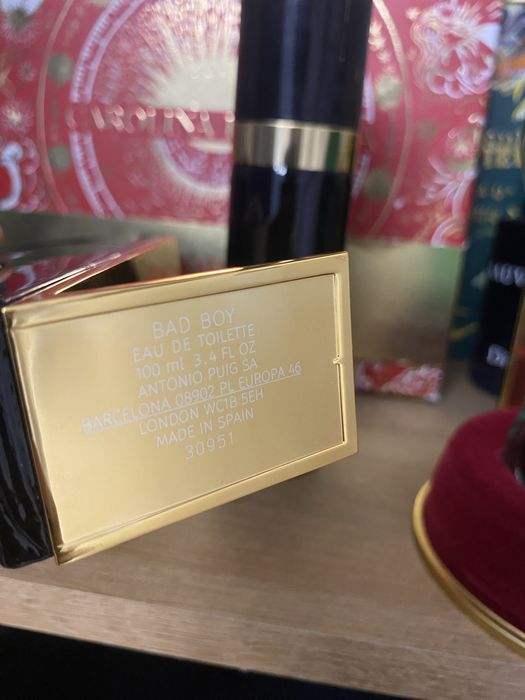 CAROLINA
BAD BOY
EAU DE TOILETTE
100 ml 3.4 FL OZ
ANTONIO PUIG SA
BARCELONA 08902 PL EUROPA 46
LONDON WC1B 5EH
MADE IN SPAIN
30951